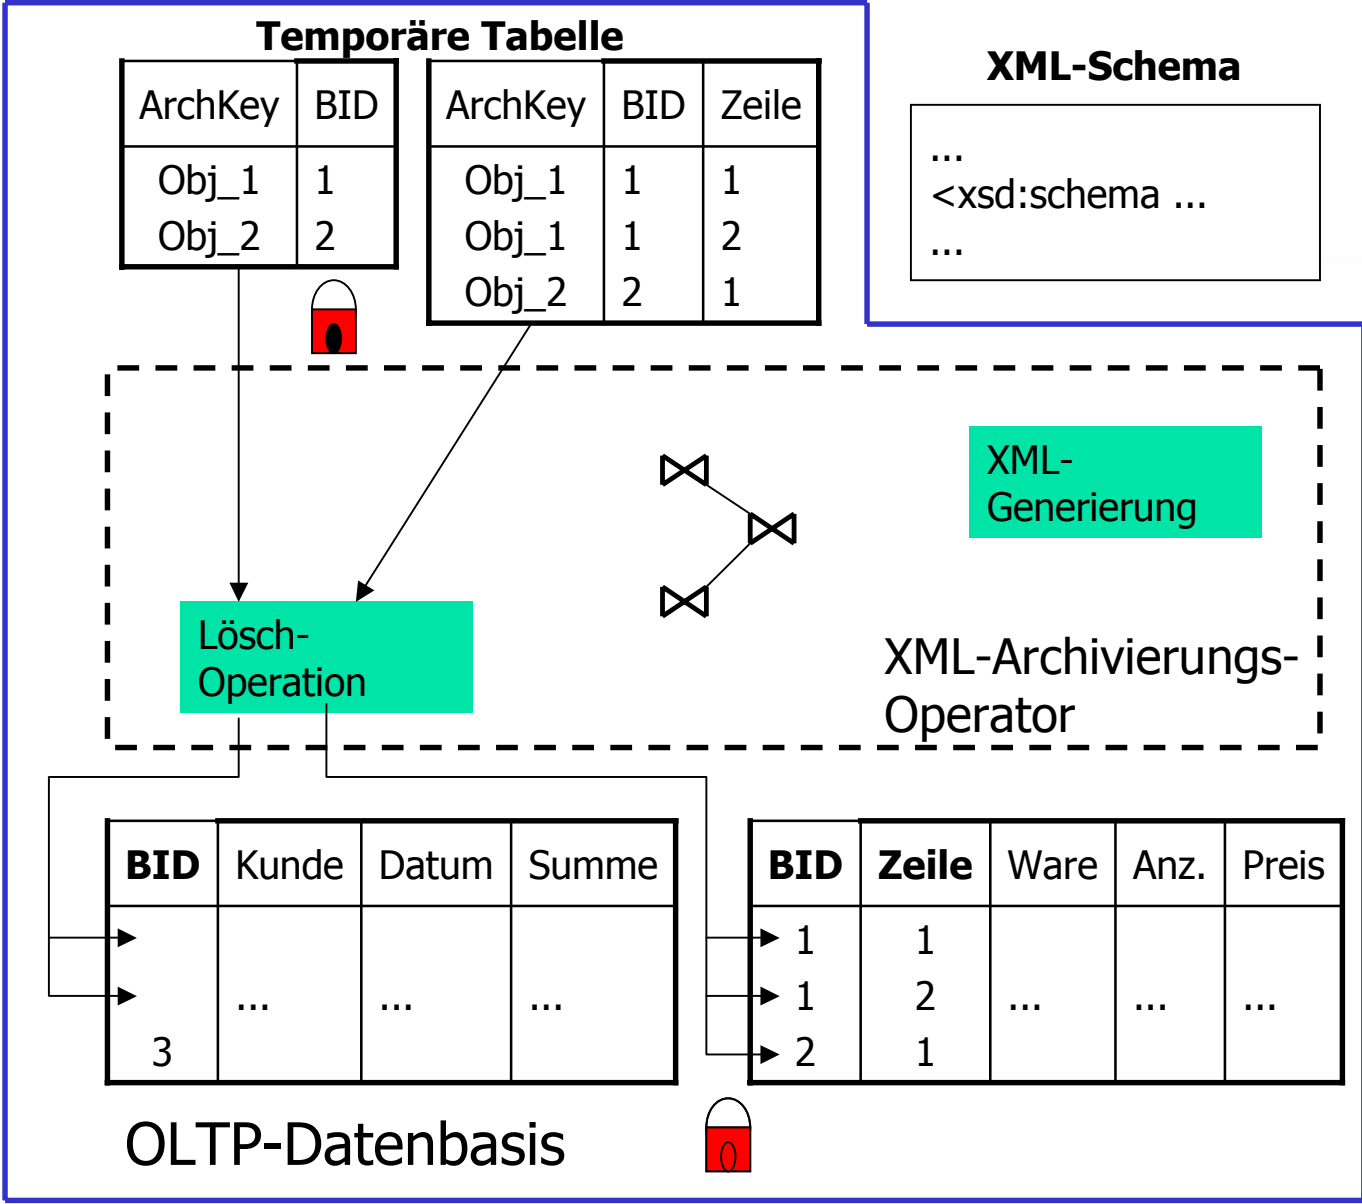 Temporäre Tabelle
ArchKey BID
Obj_1 1
Obj_2 2
ArchKey BID Zeile
Obj_1 1 1
Obj_1 1 2
Obj_2 2 1
XML-Schema
...
<xsd:schema ...
...
XML-
Generierung
Lösch-
Operation
XML-Archivierungs-
Operator
BID Kunde Datum Summe
... ... ...
3
BID Zeile Ware Anz. Preis
1 1
1 2 ... ... ...
2 1
OLTP-Datenbasis